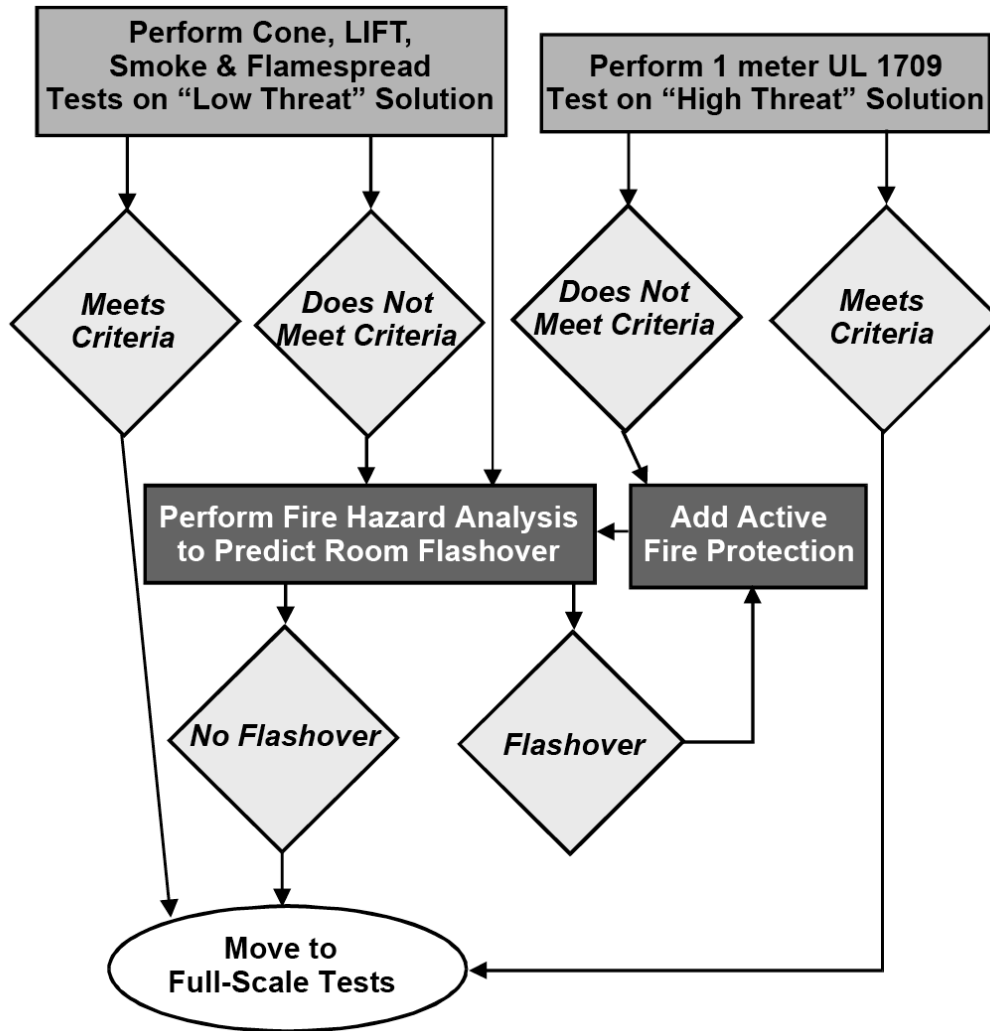 Perform Cone, LIFT,
Smoke & Flamespread
Tests on “Low Threat” Solution
Perform 1 meter UL 1709
Test on “High Threat” Solution
Meets
Criteria
Does Not
Meet Criteria
Does Not
Meet Criteria
Meets
Criteria
Perform Fire Hazard Analysis
to Predict Room Flashover
Add Active
Fire Protection
No Flashover
Flashover
Move to
Full-Scale Tests